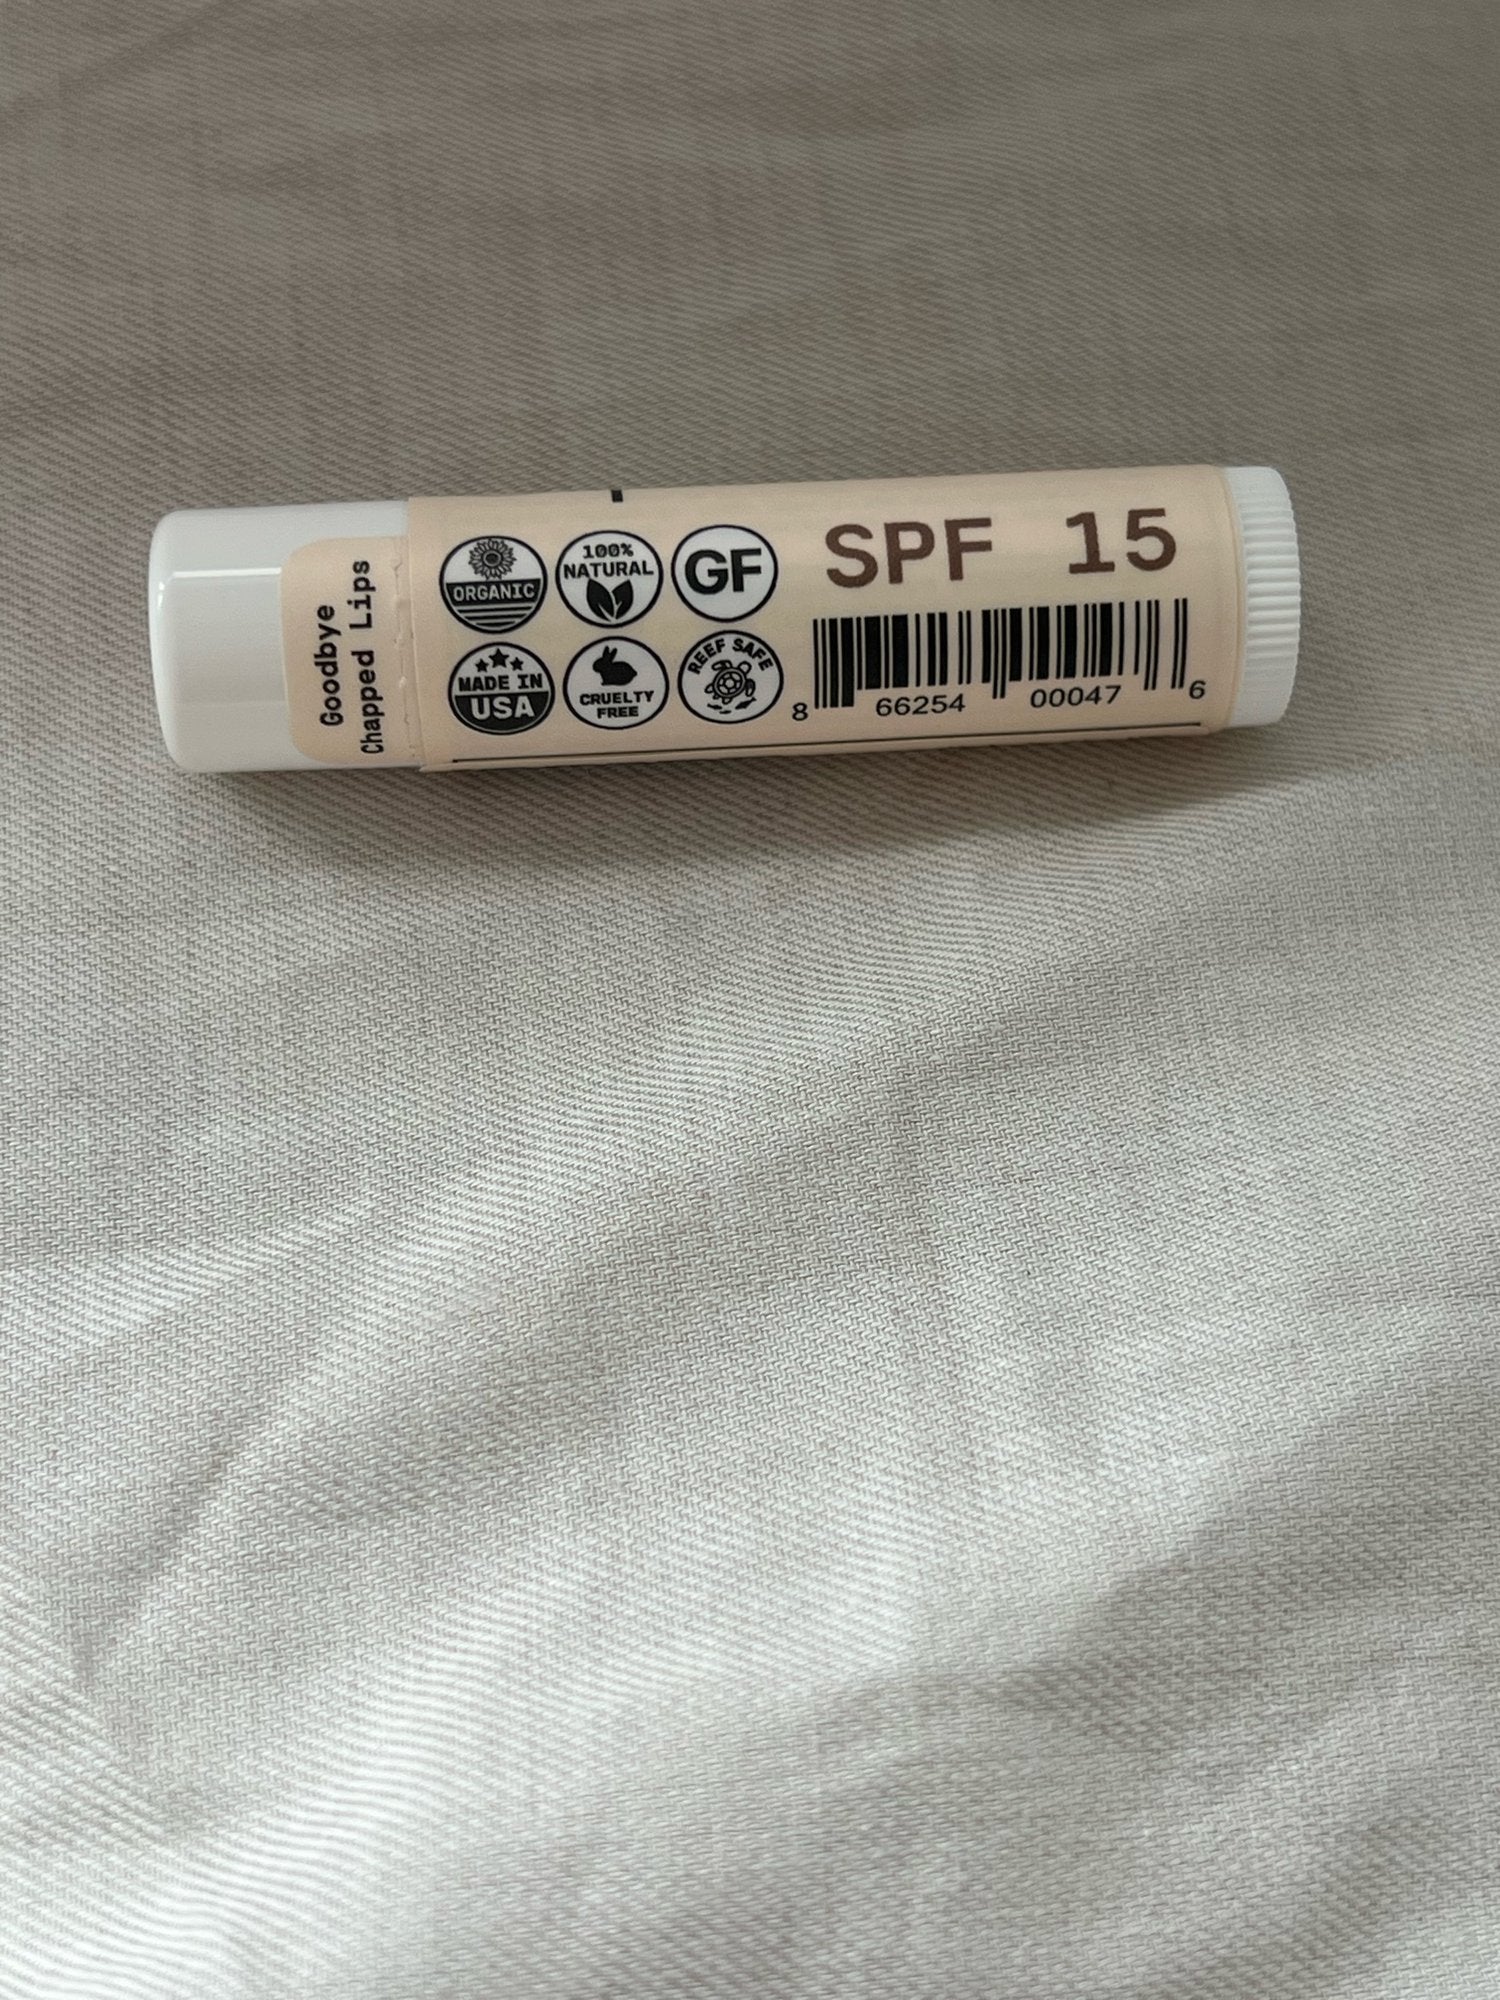 Goodbye
Chapped Lips
ORGANIC
100%
NATURAL
GF
MADE IN
USA
CRUELTY
FREE
REEF SAFE
SPF 15
8 66254 00047 6